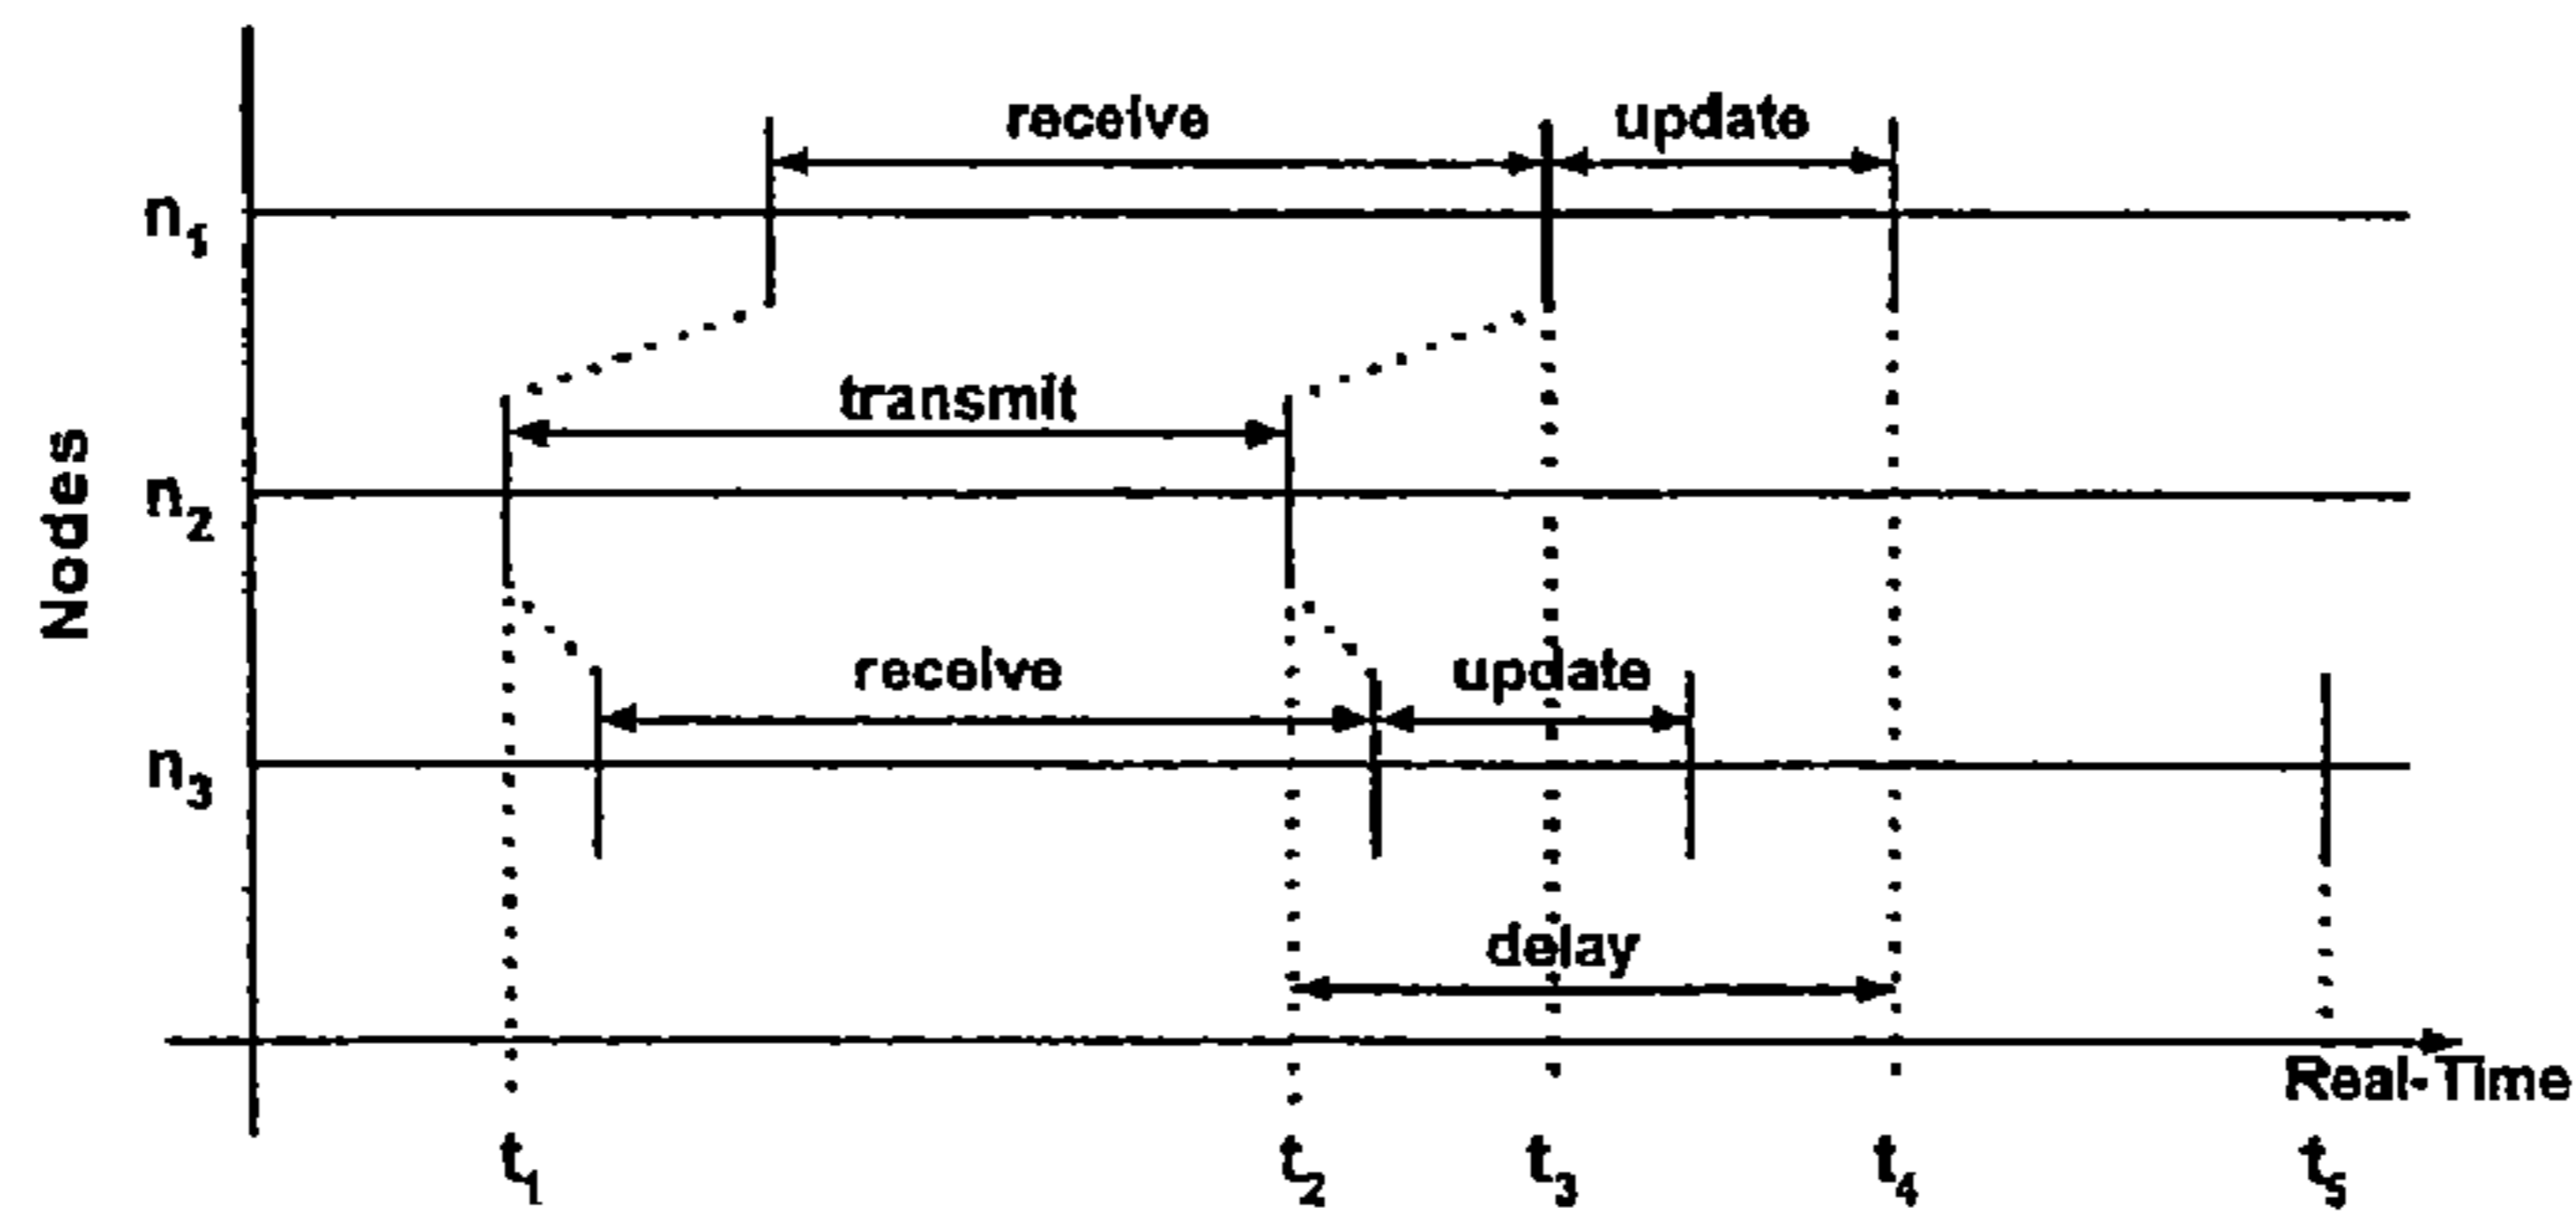 receive update
n₁
transmit
Nodes
n₂
receive update
n₃
delay
Real-Time
t₁ t₂ t₃ t₄ t₅